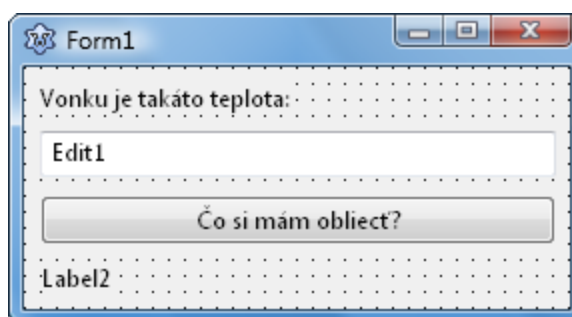 Form1
Vonku je takáto teplota:
Edit1
Čo si mám obliecť?
Label2